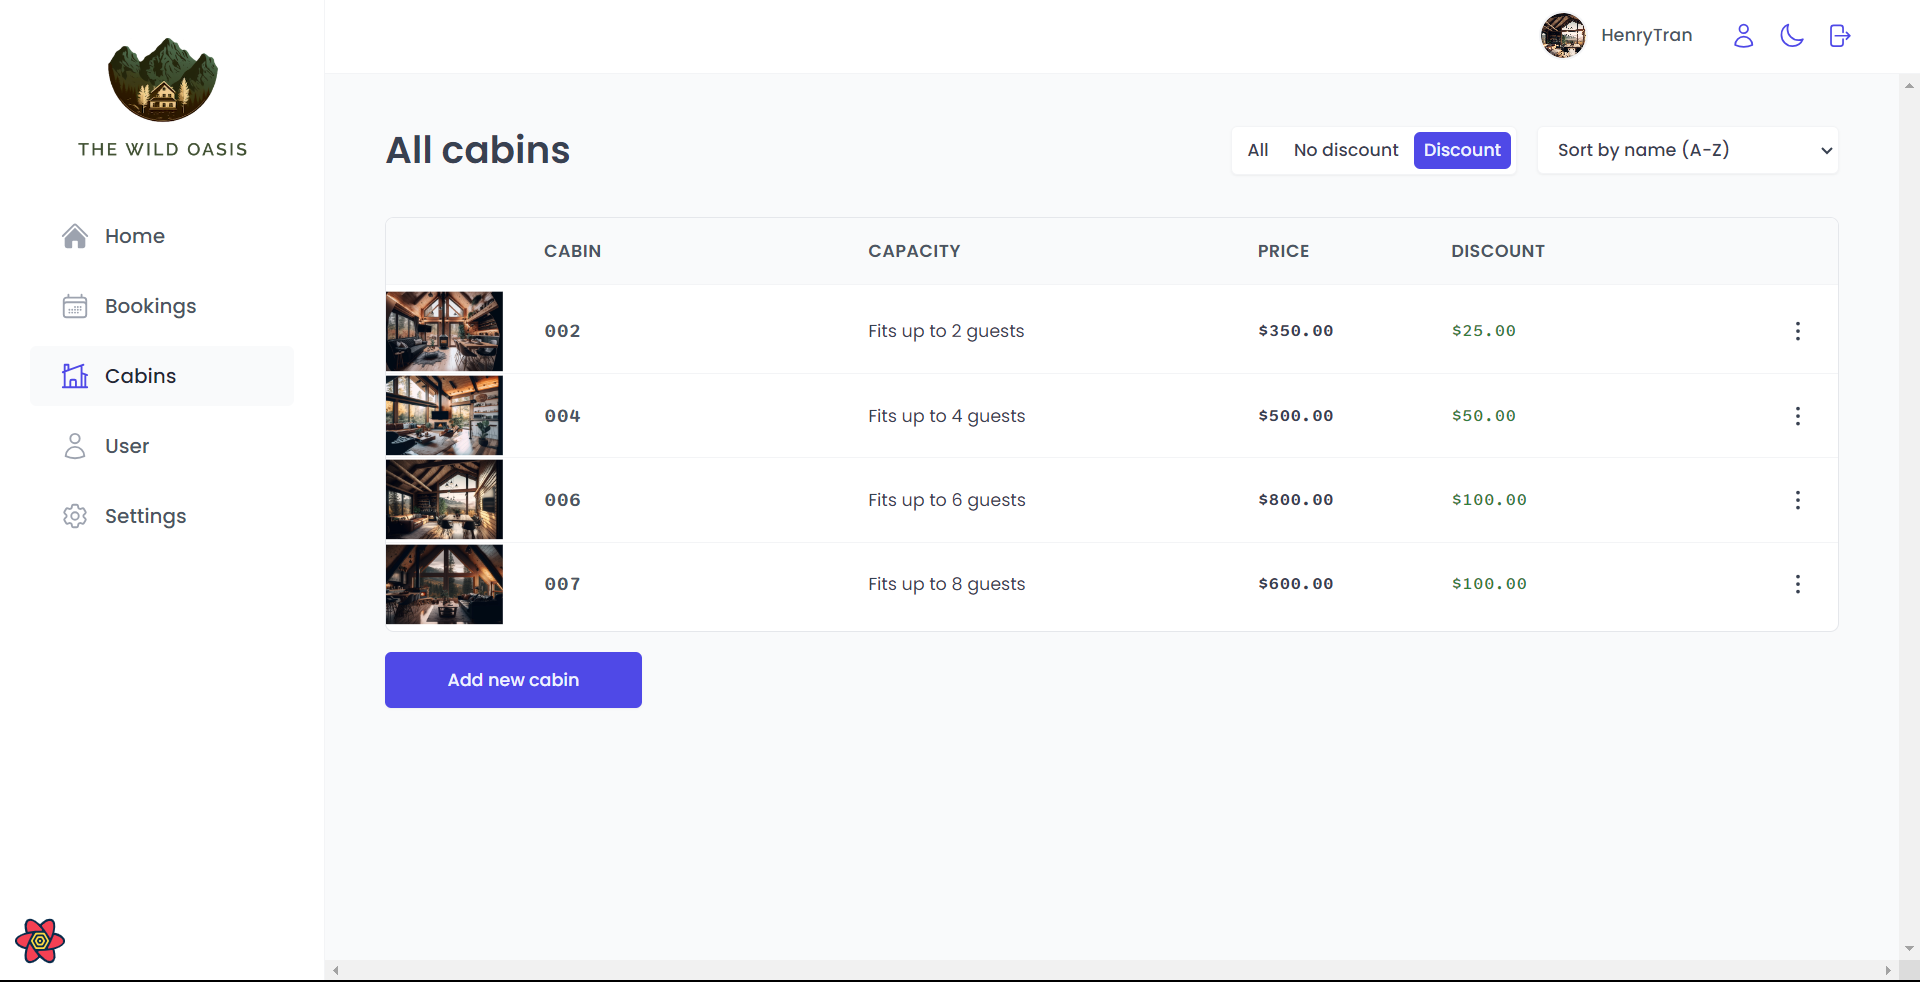 THE WILD OASIS
Home
Bookings
Cabins
User
Settings
HenryTran
All cabins
All No discount Discount
Sort by name (A-Z)
CABIN CAPACITY PRICE DISCOUNT
002 Fits up to 2 guests $350.00 $25.00
004 Fits up to 4 guests $500.00 $50.00
006 Fits up to 6 guests $800.00 $100.00
007 Fits up to 8 guests $600.00 $100.00
Add new cabin